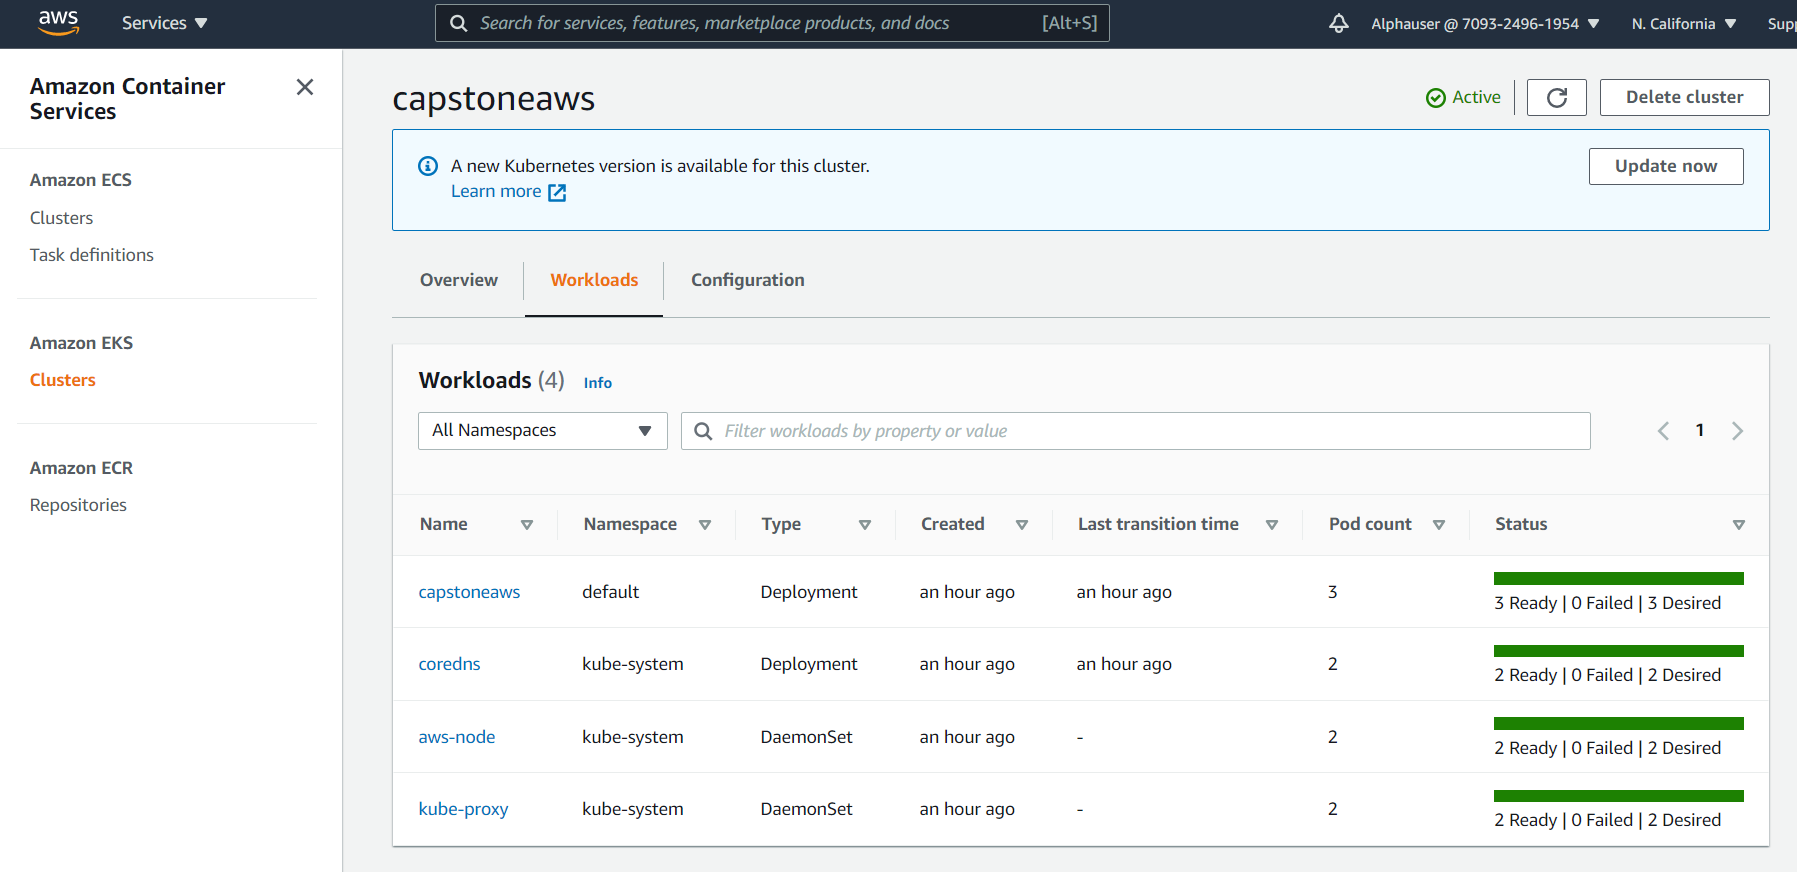 aws
Services
Search for services, features, marketplace products, and docs
[Alt+S]
Alphauser @ 7093-2496-1954
N. California
Amazon Container
Services
Amazon ECS
Clusters
Task definitions
Amazon EKS
Clusters
Amazon ECR
Repositories
capstoneaws
Active
Delete cluster
A new Kubernetes version is available for this cluster.
Learn more
Update now
Overview
Workloads
Configuration
Workloads (4) Info
All Namespaces
Filter workloads by property or value
1
Name Namespace Type Created Last transition time Pod count Status
capstoneaws default Deployment an hour ago an hour ago 3 3 Ready | 0 Failed | 3 Desired
coredns kube-system Deployment an hour ago an hour ago 2 2 Ready | 0 Failed | 2 Desired
aws-node kube-system DaemonSet an hour ago - 2 2 Ready | 0 Failed | 2 Desired
kube-proxy kube-system DaemonSet an hour ago - 2 2 Ready | 0 Failed | 2 Desired